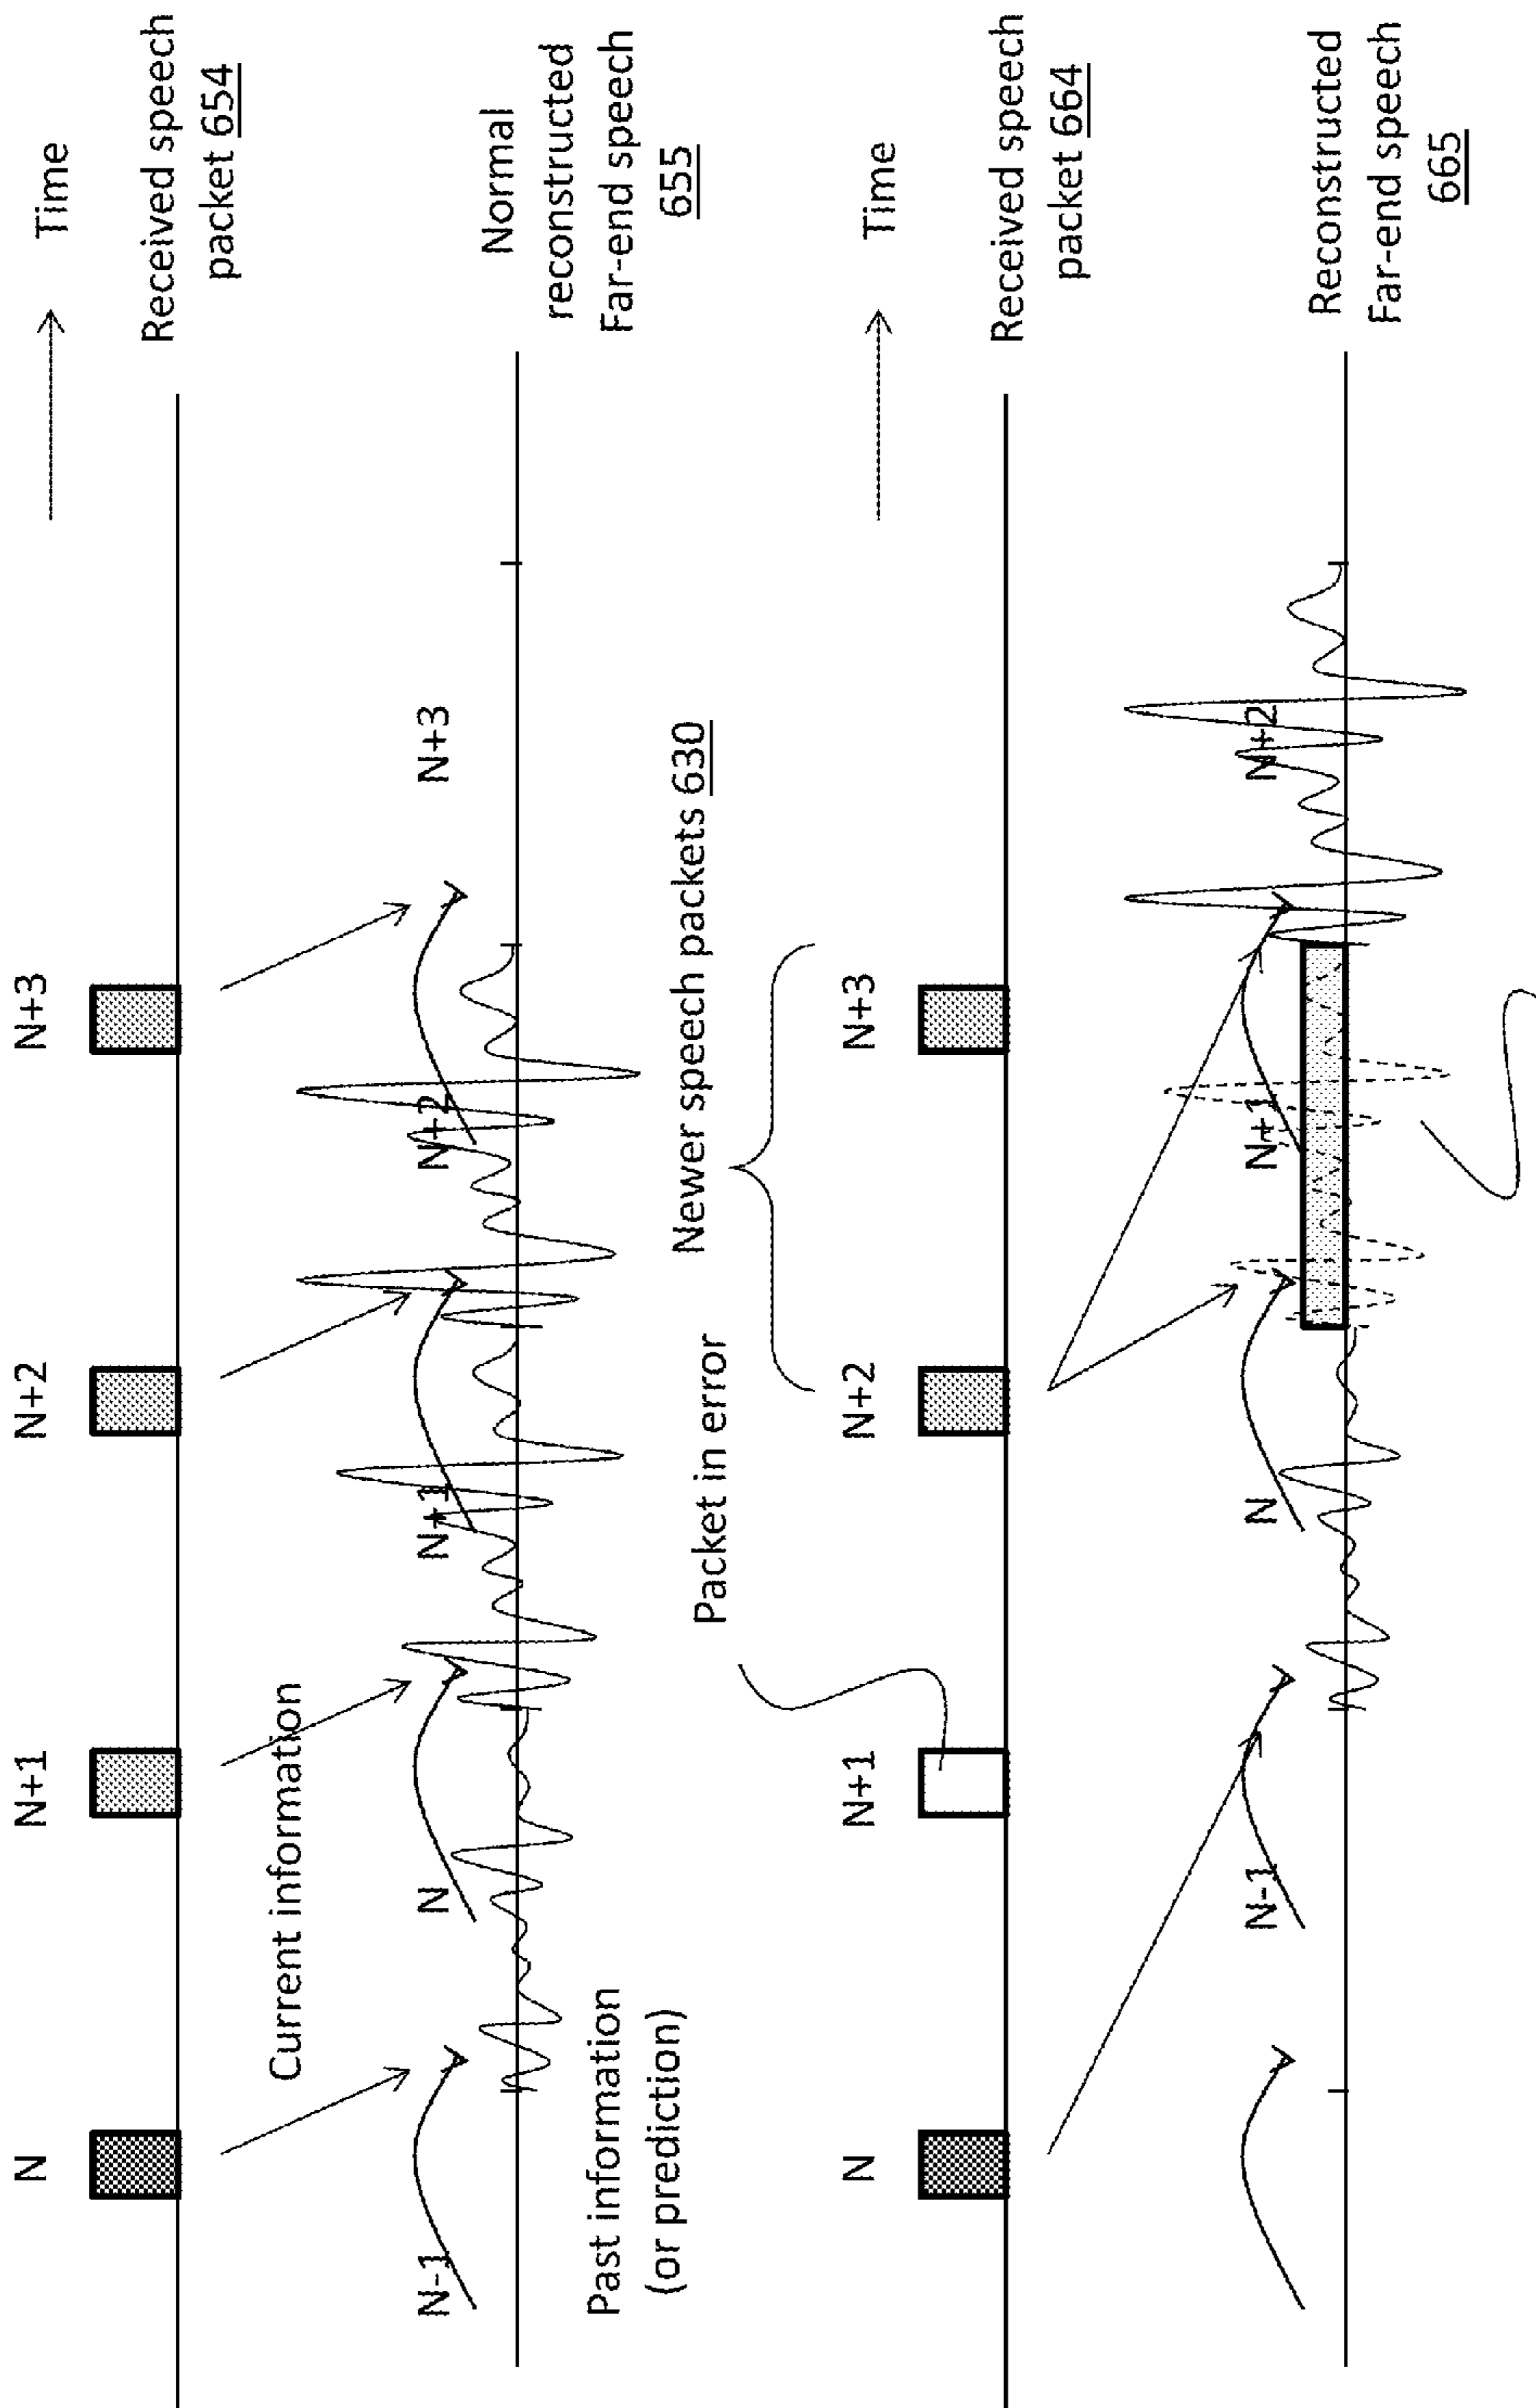 N
N+1
N+2
N+3
Time
Received speech
packet 654
Current information
N-1
N
N+1
N+2
N+3
Normal
reconstructed
Far-end speech
655
Past information
(or prediction)
Packet in error
Newer speech packets 630
N
N+1
N+2
N+3
Time
Received speech
packet 664
N-1
N
N+1
N+2
Reconstructed
Far-end speech
665